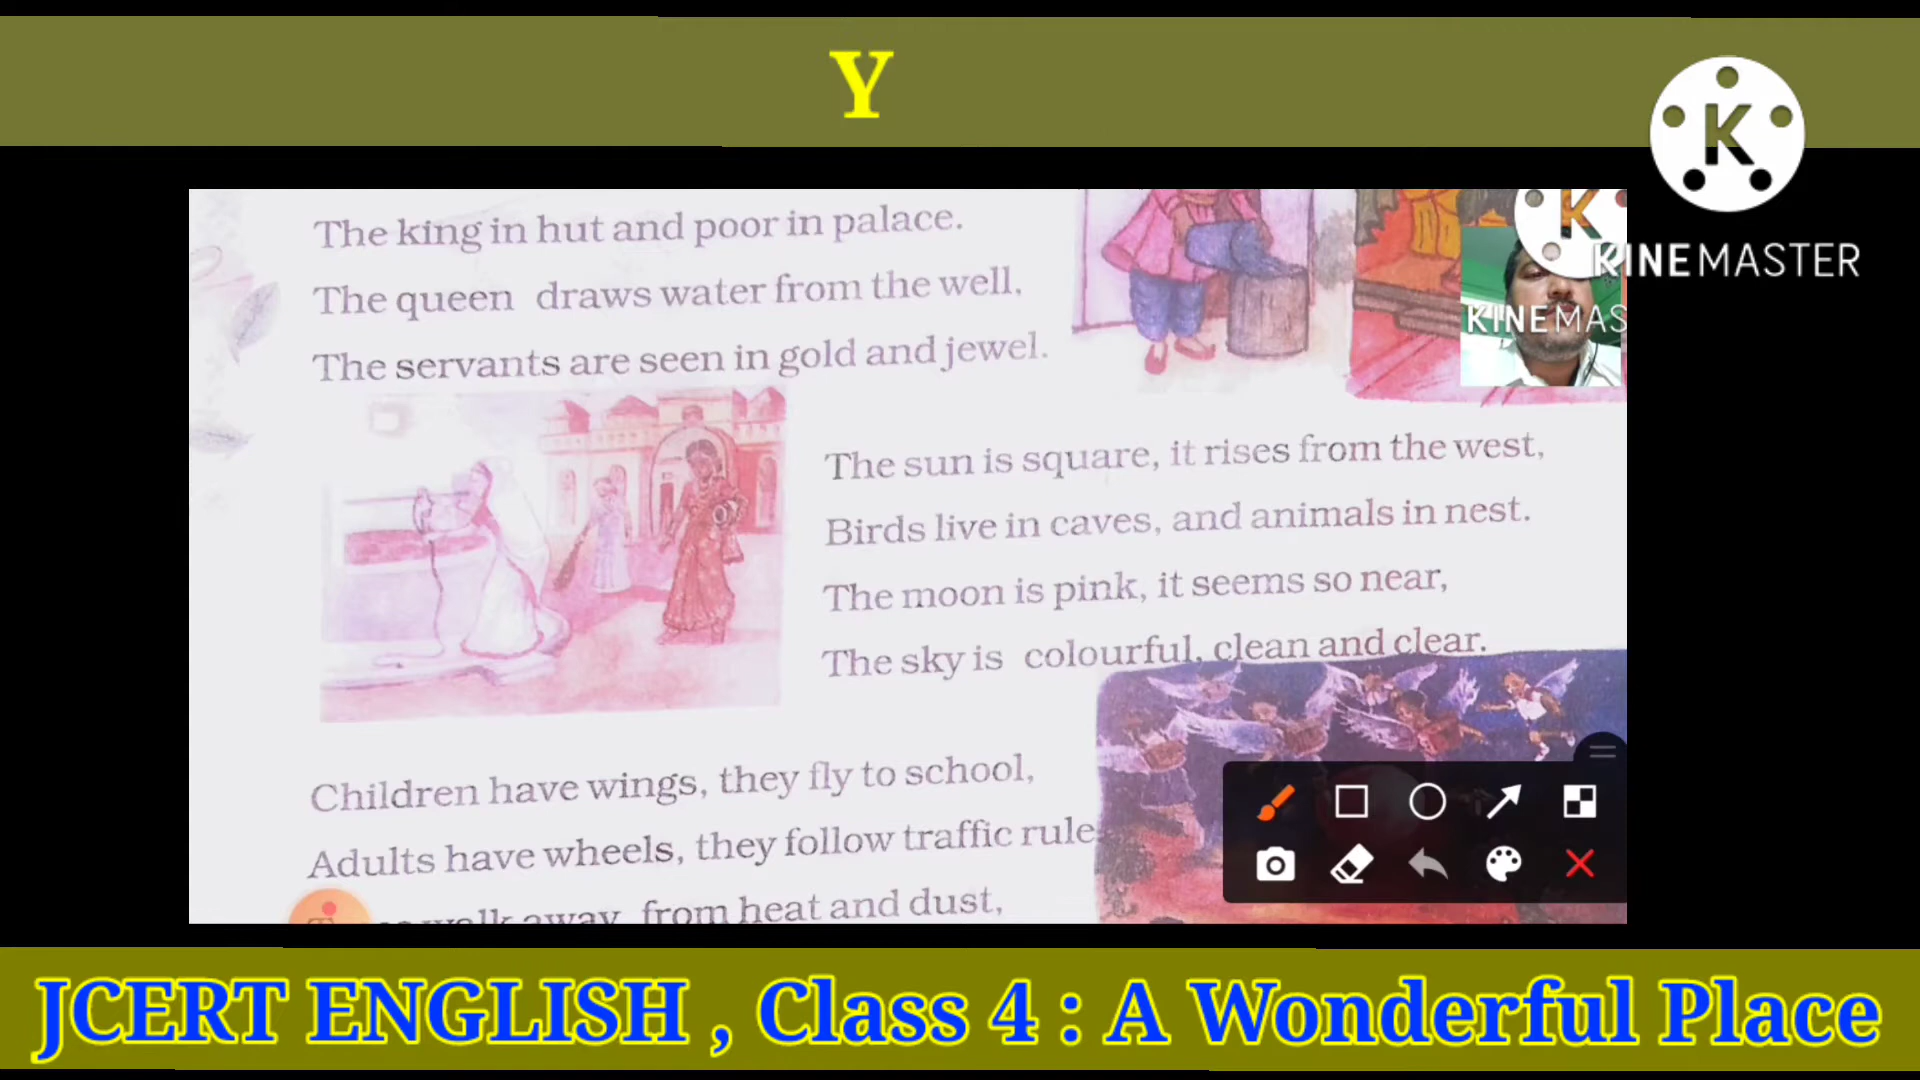 Y
K
KINEMASTER
K
KINEMAS
The king in hut and poor in palace.
The queen draws water from the well,
The servants are seen in gold and jewel.
The sun is square, it rises from the west,
Birds live in caves, and animals in nest.
The moon is pink, it seems so near,
The sky is colourful, clean and clear.
Children have wings, they fly to school,
Adults have wheels, they follow traffic rule
walk away from heat and dust,
JCERT ENGLISH , Class 4 : A Wonderful Place